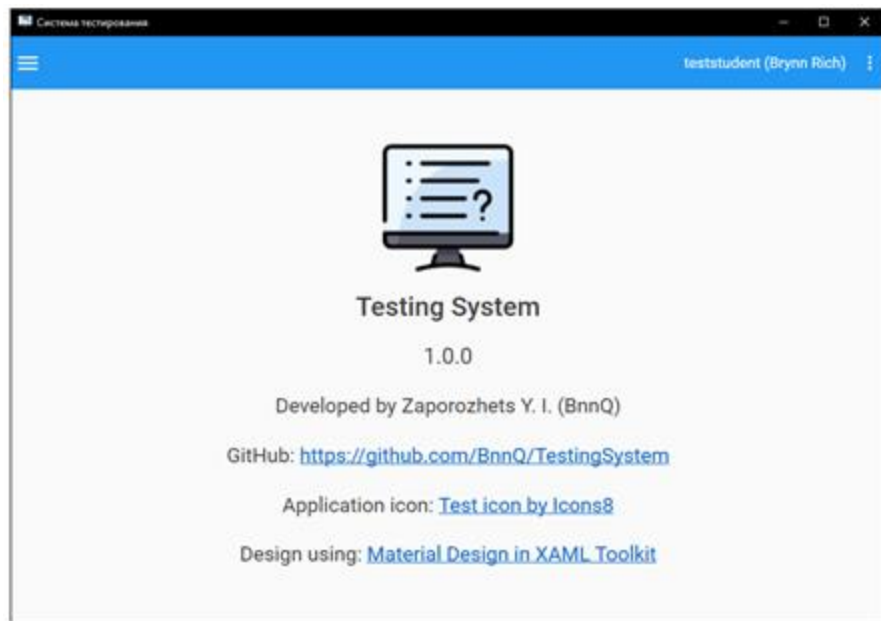 Система тестирования
teststudent (Brynn Rich)
?
Testing System
1.0.0
Developed by Zaporozhets Y. I. (BnnQ)
GitHub: https://github.com/BnnQ/TestingSystem
Application icon: Test icon by Icons8
Design using: Material Design in XAML Toolkit